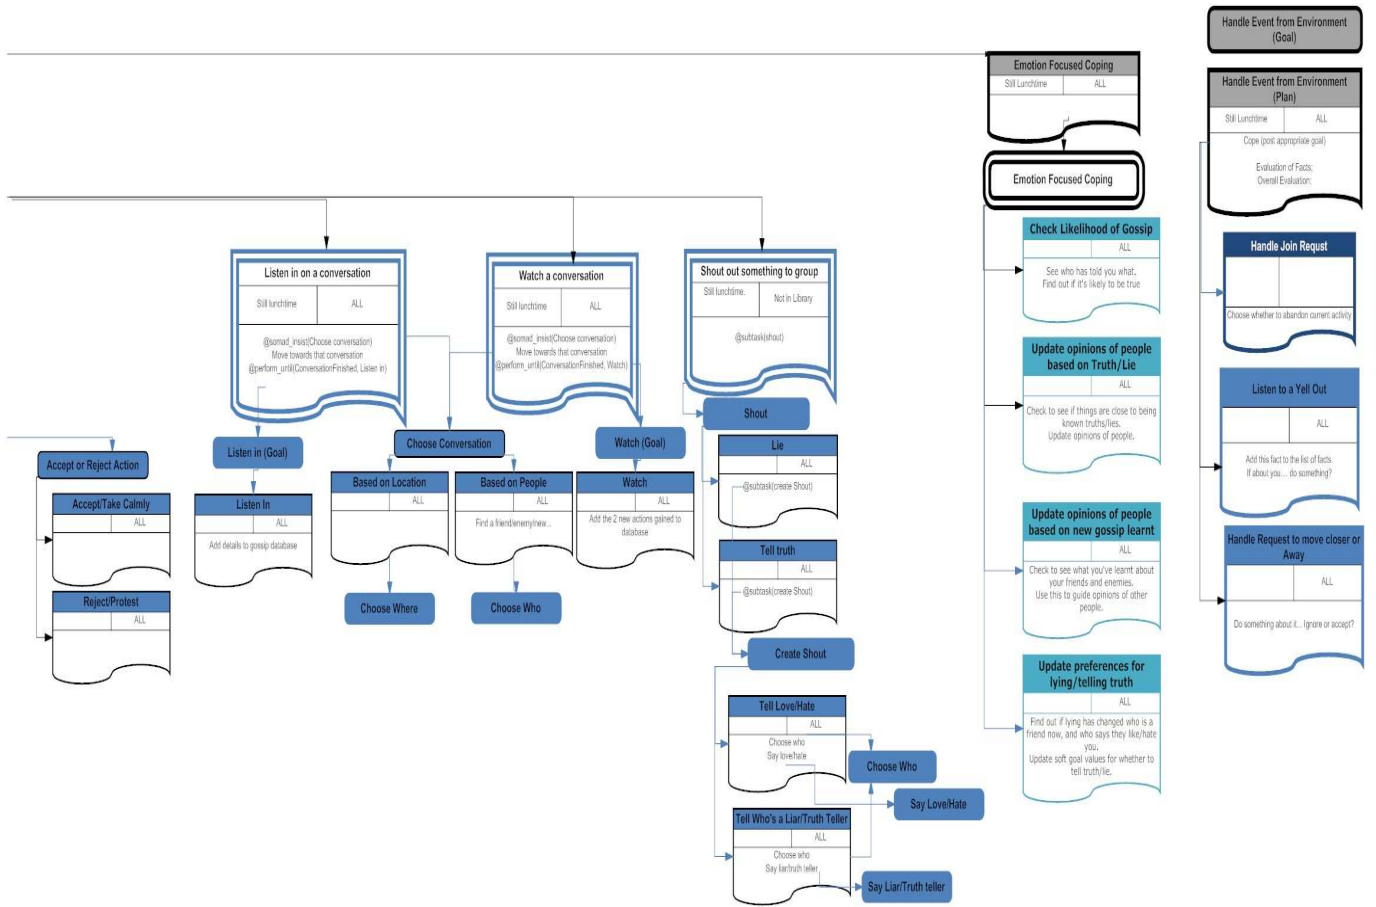 Handle Event from Environment
(Goal)
Emotion Focused Coping
Still Lunchtime
ALL
Handle Event from Environment
(Plan)
Still Lunchtime
ALL
Cope (post appropriate goal)
Evaluation of Facts;
Overall Evaluation:
Emotion Focused Coping
Check Likelihood of Gossip
ALL
See who has told you what.
Find out if it's likely to be true
Handle Join Requst
Choose whether to abandon current activity
Listen in on a conversation
Still lunchtime
ALL
@somad_insist(Choose conversation)
Move towards that conversation
@perform_until(ConversationFinished, Listen in)
Watch a conversation
Still lunchtime
ALL
@somad_insist(Choose conversation)
Move towards that conversation
@perform_until(ConversationFinished, Watch)
Shout out something to group
Still lunchtime.
Not in Library
@subtask(shout)
Update opinions of people
based on Truth/Lie
ALL
Check to see if things are close to being
known truths/lies.
Update opinions of people.
Listen to a Yell Out
ALL
Add this fact to the list of facts.
If about you... do something?
Shout
Accept or Reject Action
Listen in (Goal)
Choose Conversation
Watch (Goal)
Lie
ALL
@subtask(create Shout)
Accept/Take Calmly
ALL
Listen In
Add details to gossip database
Based on Location
ALL
Based on People
ALL
Find a friend/enemy/new...
Watch
ALL
Add the 2 new actions gained to
database
Update opinions of people
based on new gossip learnt
ALL
Check to see what you've learnt about
your friends and enemies.
Use this to guide opinions of other
people.
Handle Request to move closer or
Away
ALL
Do something about it... Ignore or accept?
Tell truth
ALL
@subtask(create Shout)
Reject/Protest
ALL
Choose Where
Choose Who
Create Shout
Update preferences for
lying/telling truth
ALL
Find out if lying has changed who is a
friend now, and who says they like/hate
you.
Update soft goal values for whether to
tell truth/lie.
Tell Love/Hate
ALL
Choose who
Say love/hate
Choose Who
Say Love/Hate
Tell Who's a Liar/Truth Teller
ALL
Choose who
Say liar/truth teller
Say Liar/Truth teller